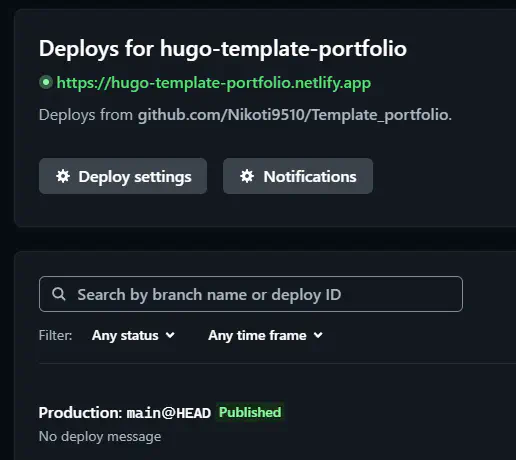 Deploys for hugo-template-portfolio
https://hugo-template-portfolio.netlify.app
Deploys from github.com/Nikoti9510/Template_portfolio.
Deploy settings Notifications
Search by branch name or deploy ID
Filter: Any status Any time frame
Production: main@HEAD Published
No deploy message